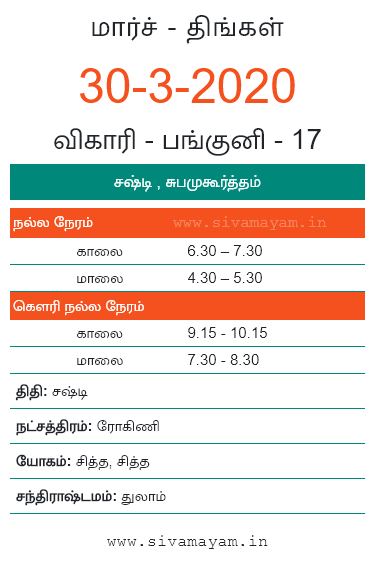 மார்ச் - திங்கள்
30-3-2020
விகாரி - பங்குனி - 17
சஷ்டி , சுபமுகூர்த்தம்
நல்ல நேரம் www.sivamayam.in
காலை 6.30 – 7.30
மாலை 4.30 – 5.30
கௌரி நல்ல நேரம்
காலை 9.15 - 10.15
மாலை 7.30 - 8.30
திதி: சஷ்டி
நட்சத்திரம்: ரோகிணி
யோகம்: சித்த, சித்த
சந்திராஷ்டமம்: துலாம்
www.sivamayam.in